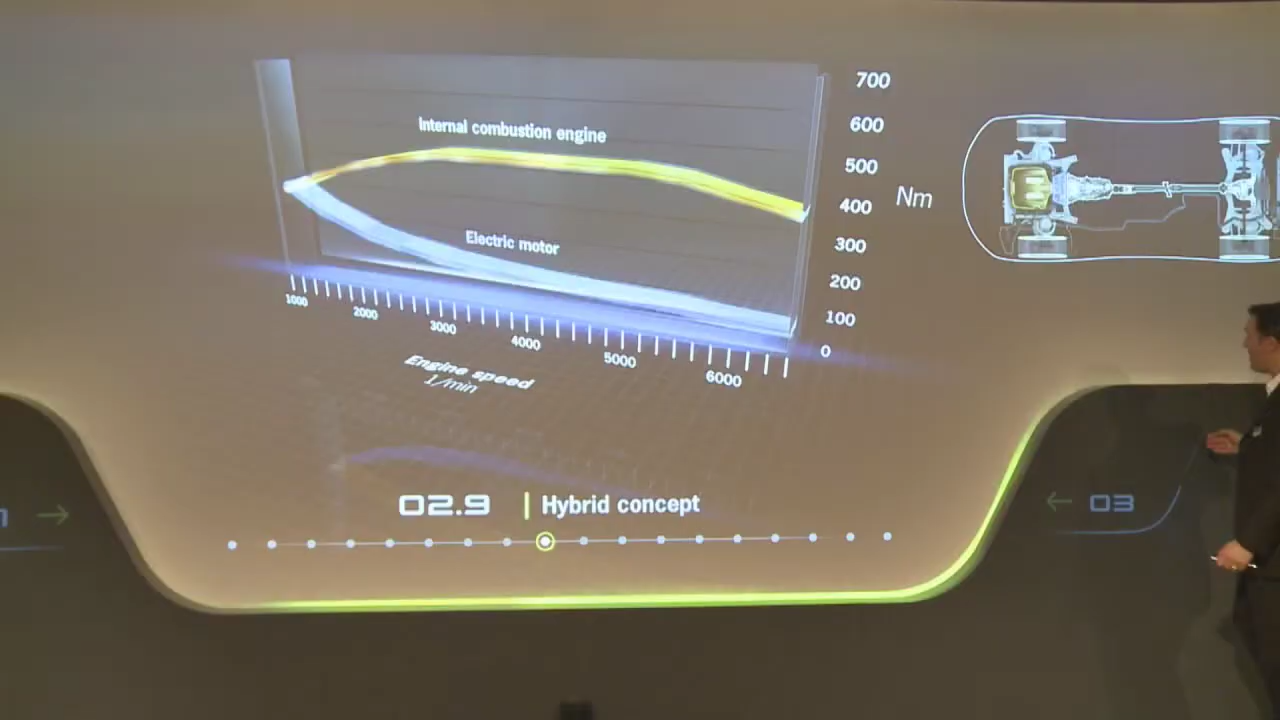 700
600
Internal combustion engine
500
Nm
400
Electric motor
300
200
1000
2000
3000
4000
5000
6000
100
0
Engine speed
1/min
02.9 | Hybrid concept
→
← 03